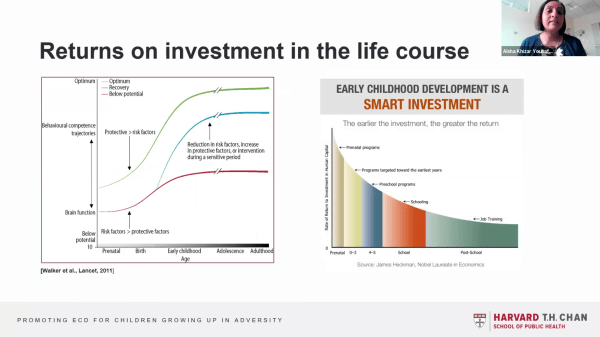 Returns on investment in the life course
Aisha Khizar Yousaf...
Optimum
Optimum
Recovery
Below potential
Behavioural competence
trajectories
Protective > risk factors
Reduction in risk factors, increase
in protective factors, or intervention
during a sensitive period
Brain function
Risk factors > protective factors
Below
potential
10
Prenatal Birth Early childhood Adolescence Adulthood
Age
[Walker et al., Lancet, 2011]
EARLY CHILDHOOD DEVELOPMENT IS A
SMART INVESTMENT
The earlier the investment, the greater the return
Rate of Return to Investment in Human Capital
Prenatal programs
Programs targeted toward the earliest years
Preschool programs
Schooling
Job Training
Prenatal 0-3 4-5 School Post-School
Source: James Heckman, Nobel Laureate in Economics
PROMOTING ECD FOR CHILDREN GROWING UP IN ADVERSITY
HARVARD T.H. CHAN
SCHOOL OF PUBLIC HEALTH